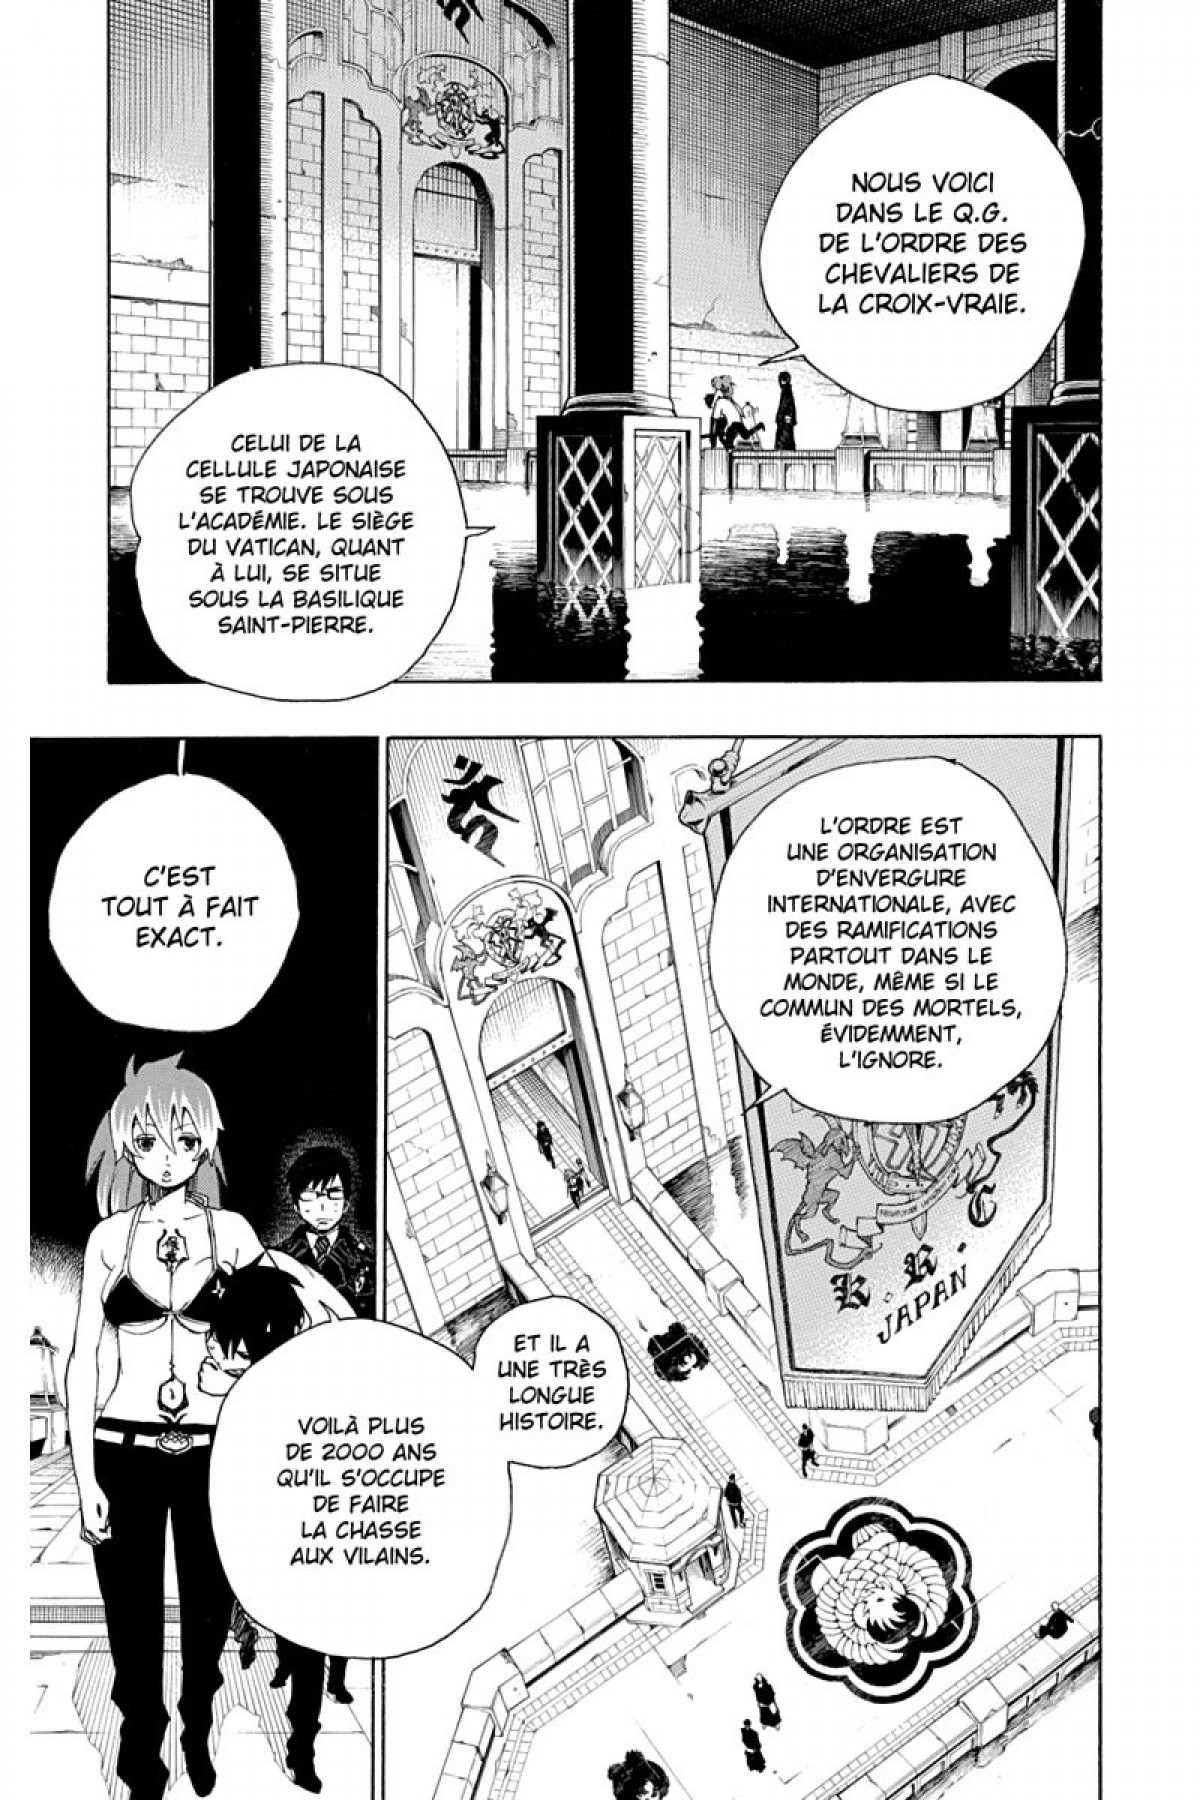 NOUS VOICI
DANS LE Q.G.
DE L'ORDRE DES
CHEVALIERS DE
LA CROIX-VRAIE.
CELUI DE LA
CELLULE JAPONAISE
SE TROUVE SOUS
L'ACADÉMIE. LE SIÈGE
DU VATICAN, QUANT
À LUI, SE SITUE
SOUS LA BASILIQUE
SAINT-PIERRE.
L'ORDRE EST
UNE ORGANISATION
D'ENVERGURE
INTERNATIONALE, AVEC
DES RAMIFICATIONS
PARTOUT DANS LE
MONDE, MÊME SI LE
COMMUN DES MORTELS,
ÉVIDEMMENT,
L'IGNORE.
JAPAN
ET IL A
UNE TRÈS
LONGUE
HISTOIRE.
C'EST
TOUT À FAIT
EXACT.
VOILÀ PLUS
DE 2000 ANS
QU'IL S'OCCUPE
DE FAIRE
LA CHASSE
AUX VILAINS.